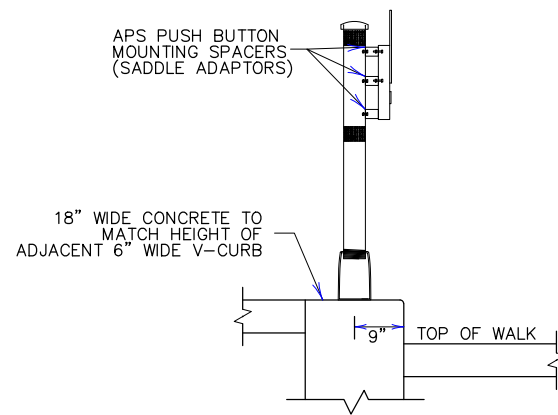 APS PUSH BUTTON
MOUNTING SPACERS
(SADDLE ADAPTORS)
18" WIDE CONCRETE TO
MATCH HEIGHT OF
ADJACENT 6" WIDE V-CURB
9"
TOP OF WALK